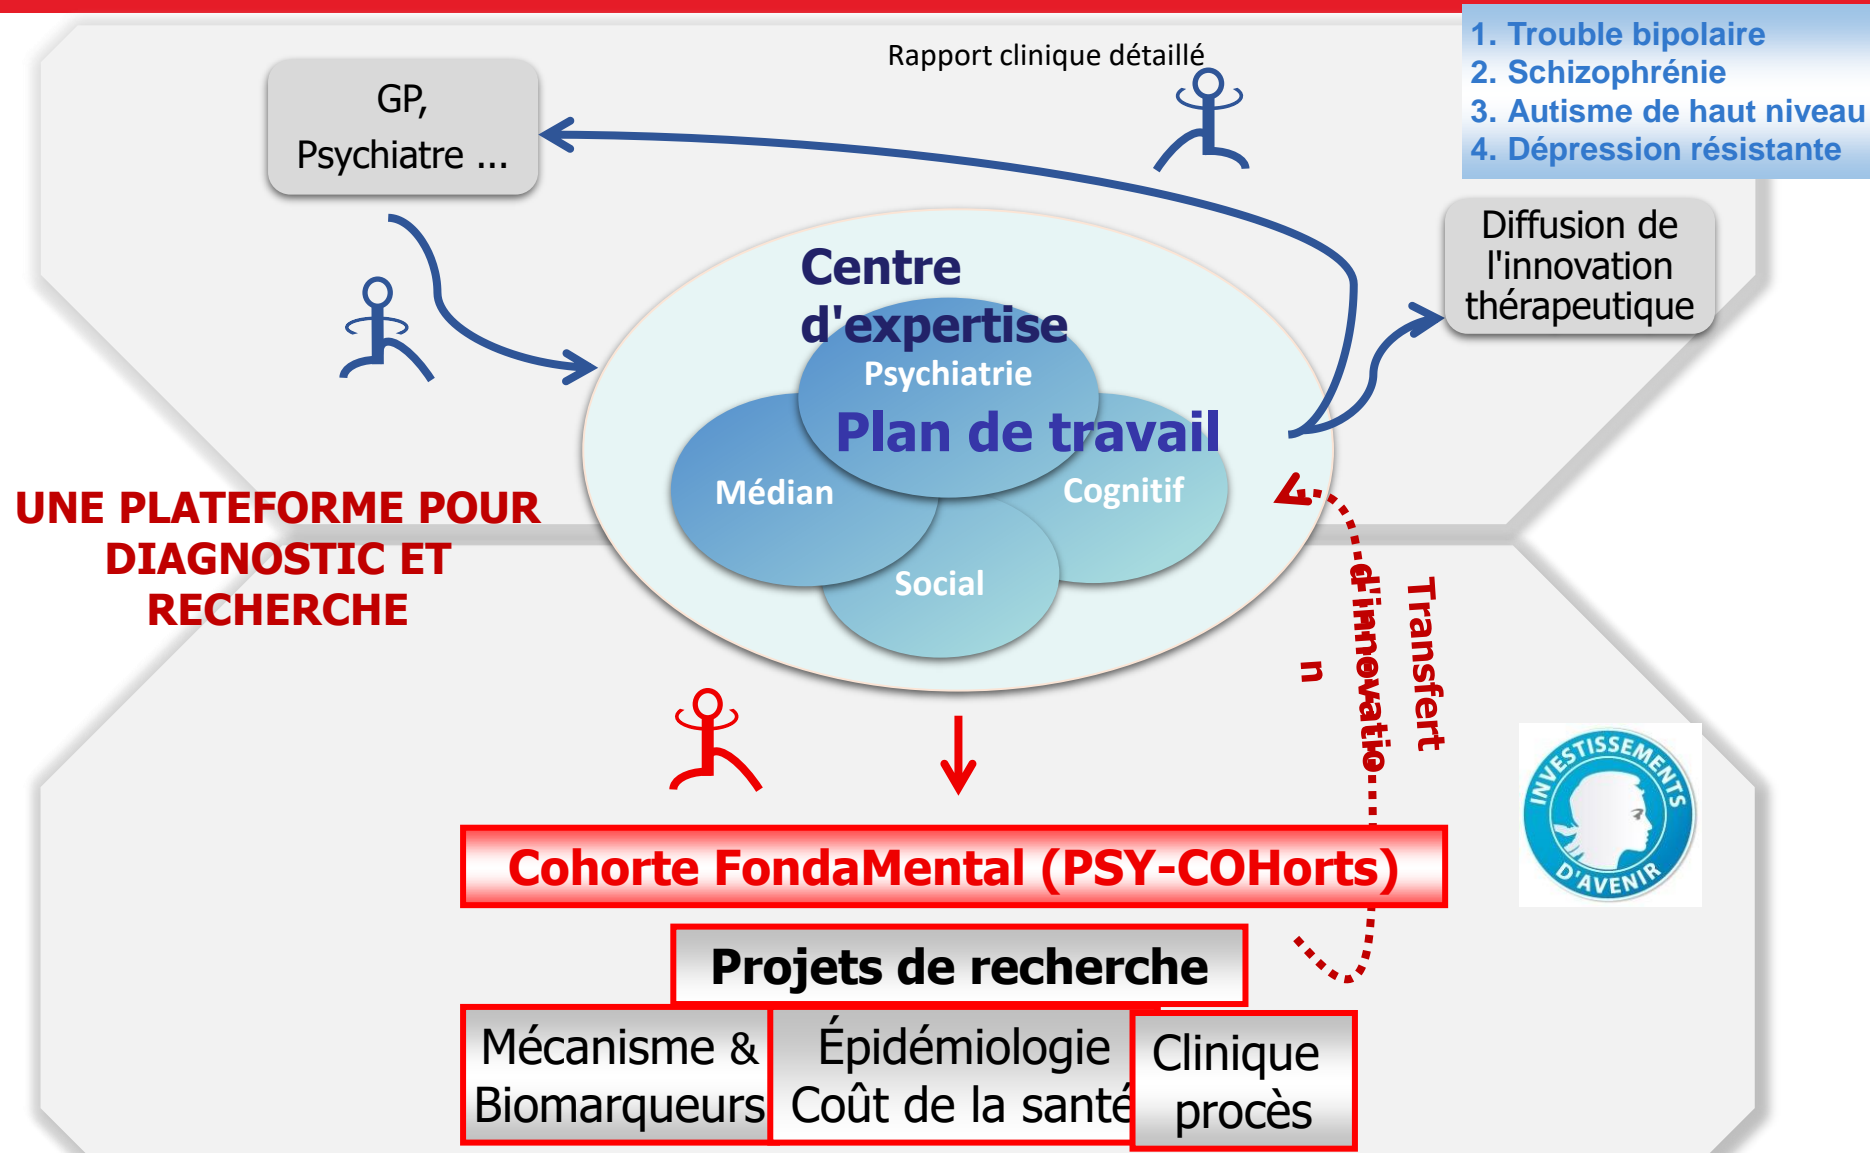 Rapport clinique détaillé
1. Trouble bipolaire
2. Schizophrénie
3. Autisme de haut niveau
4. Dépression résistante
GP,
Psychiatre ...
Diffusion de
l'innovation
thérapeutique
Centre
d'expertise
Psychiatrie
Plan de travail
Médian
Cognitif
Social
UNE PLATEFORME POUR
DIAGNOSTIC ET
RECHERCHE
Transfert
d'innovatio
n
INVESTISSEMENTS
D'AVENIR
Cohorte FondaMental (PSY-COHorts)
Projets de recherche
Mécanisme &
Biomarqueurs
Épidémiologie
Coût de la santé
Clinique
procès